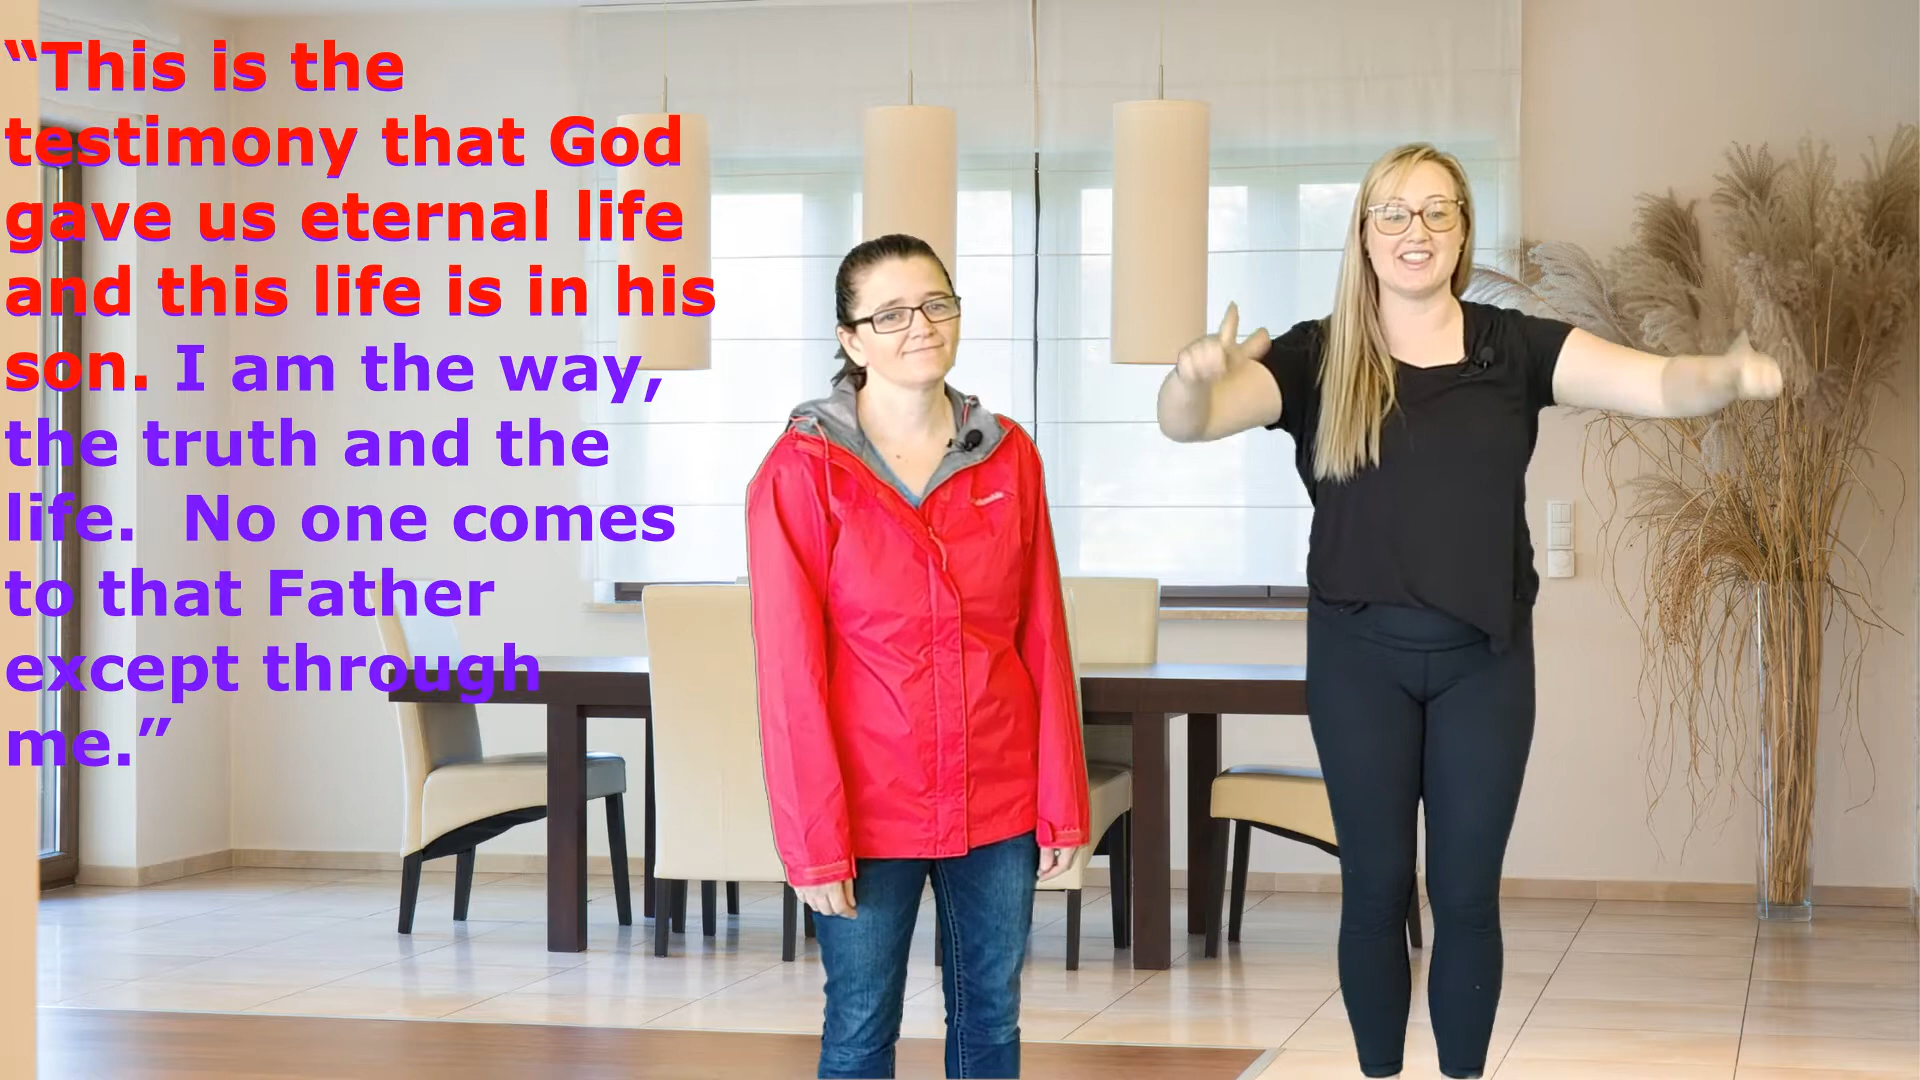 “This is the
testimony that God
gave us eternal life
and this life is in his
son. I am the way,
the truth and the
life.  No one comes
to that Father
except through
me.”